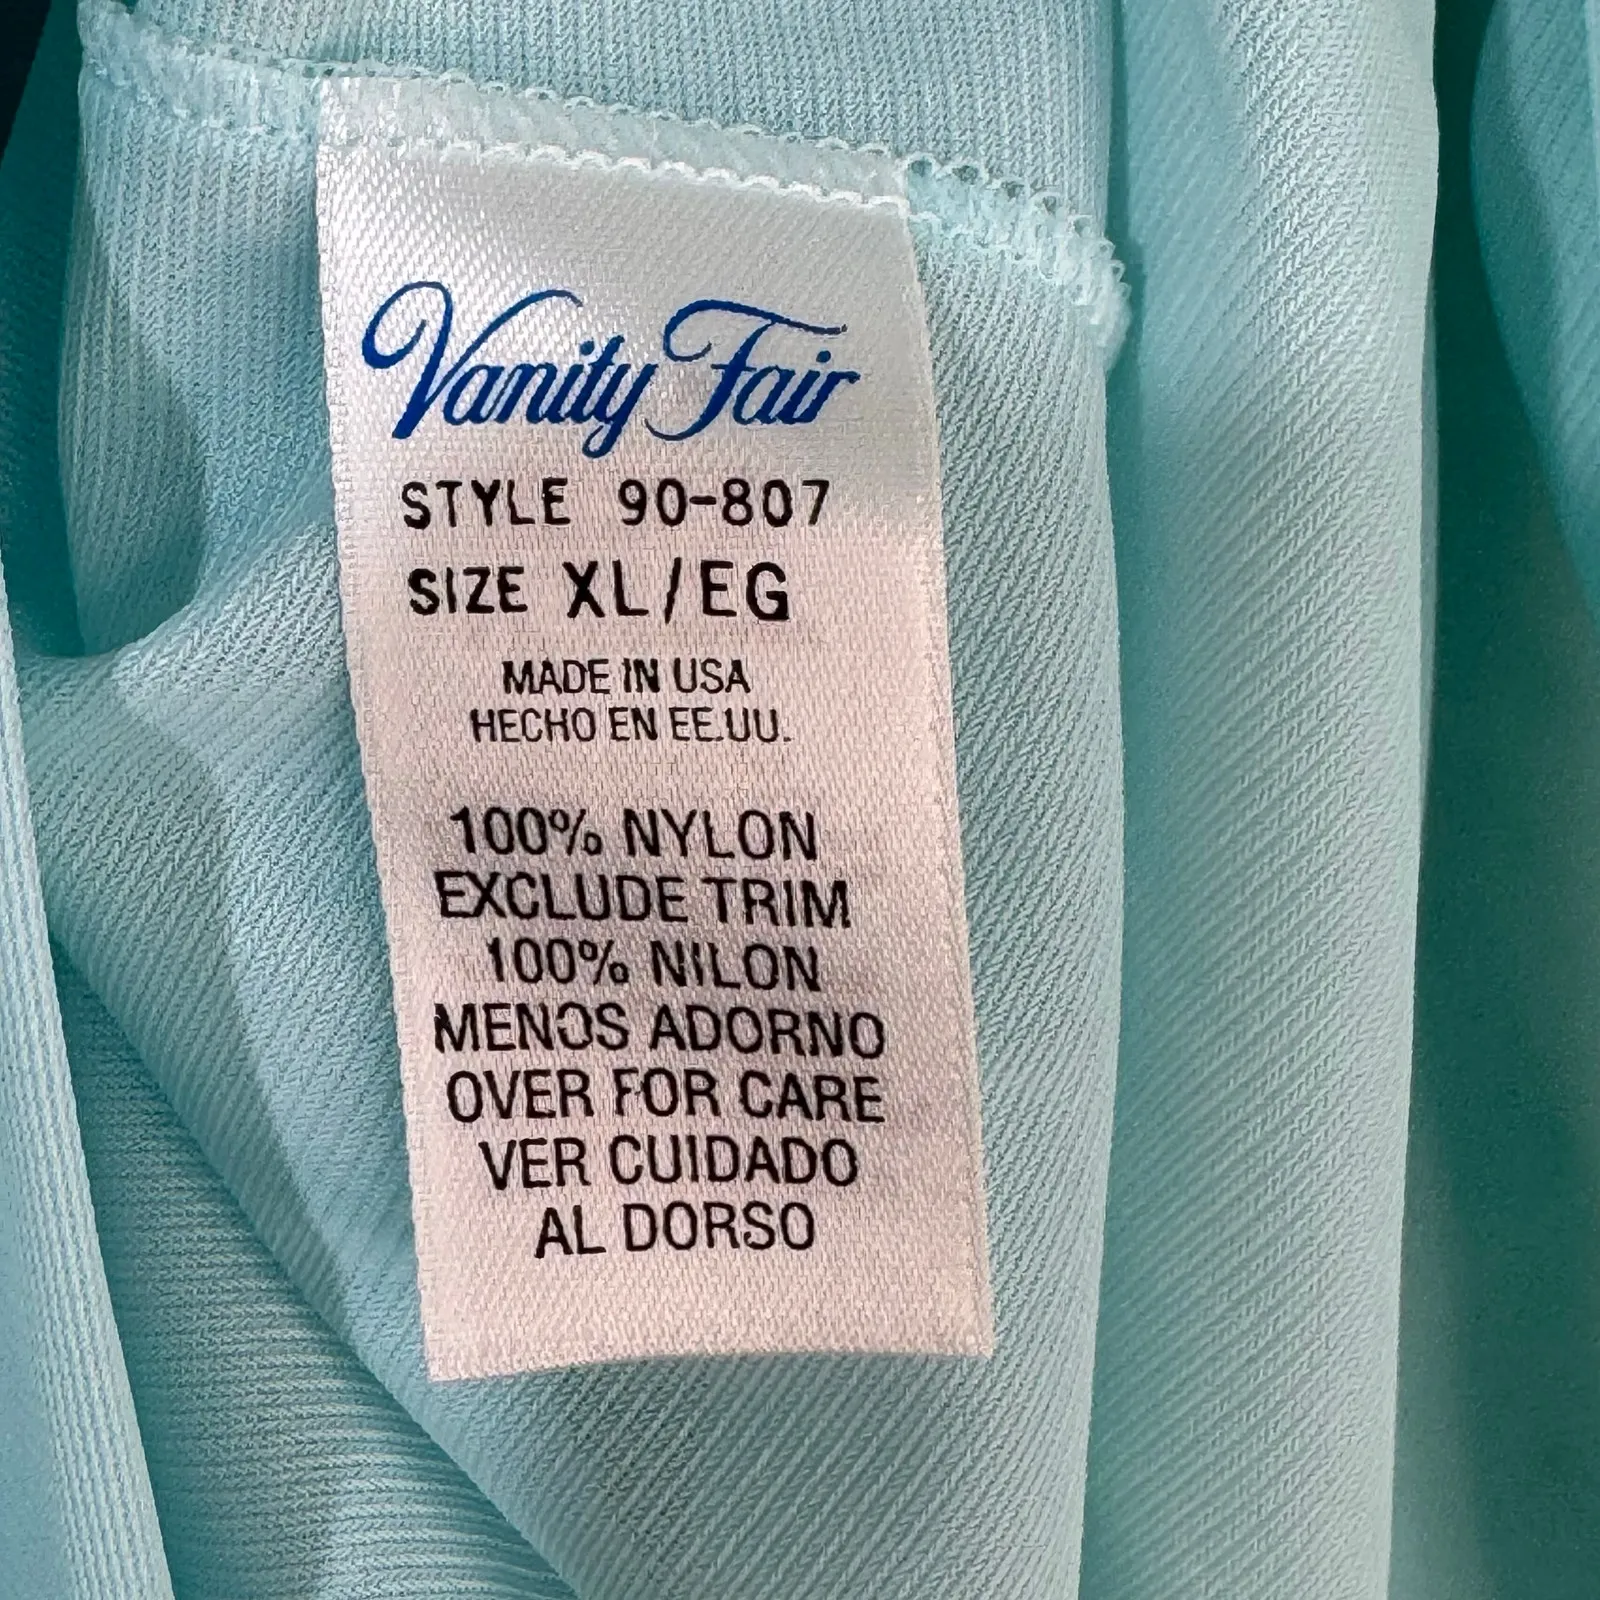 Vanity Fair
STYLE 90-807
SIZE XL/EG
MADE IN USA
HECHO EN EE.UU.
100% NYLON
EXCLUDE TRIM
100% NILON
MENOS ADORNO
OVER FOR CARE
VER CUIDADO
AL DORSO